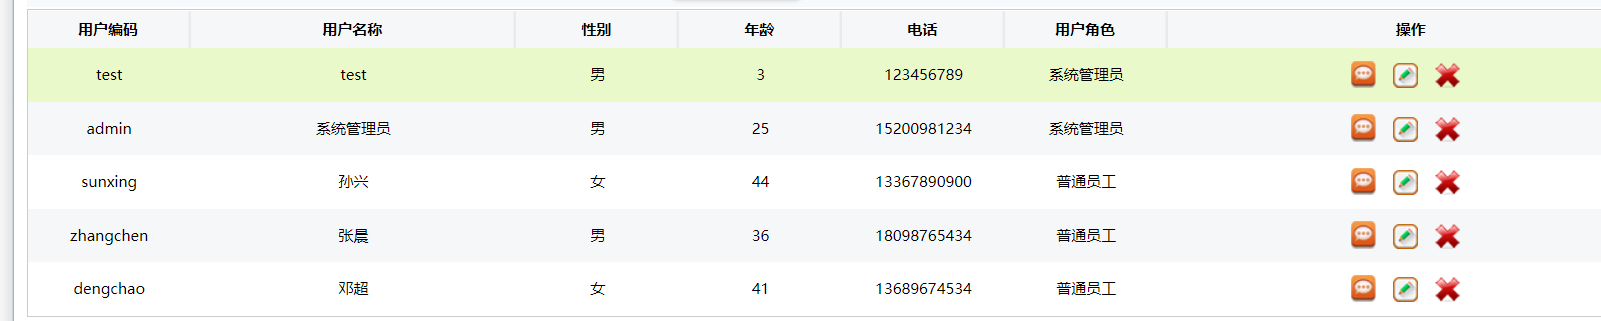 用户编码 用户名称 性别 年龄 电话 用户角色 操作
test test 男 3 123456789 系统管理员
admin 系统管理员 男 25 15200981234 系统管理员
sunxing 孙兴 女 44 13367890900 普通员工
zhangchen 张晨 男 36 18098765434 普通员工
dengchao 邓超 女 41 13689674534 普通员工